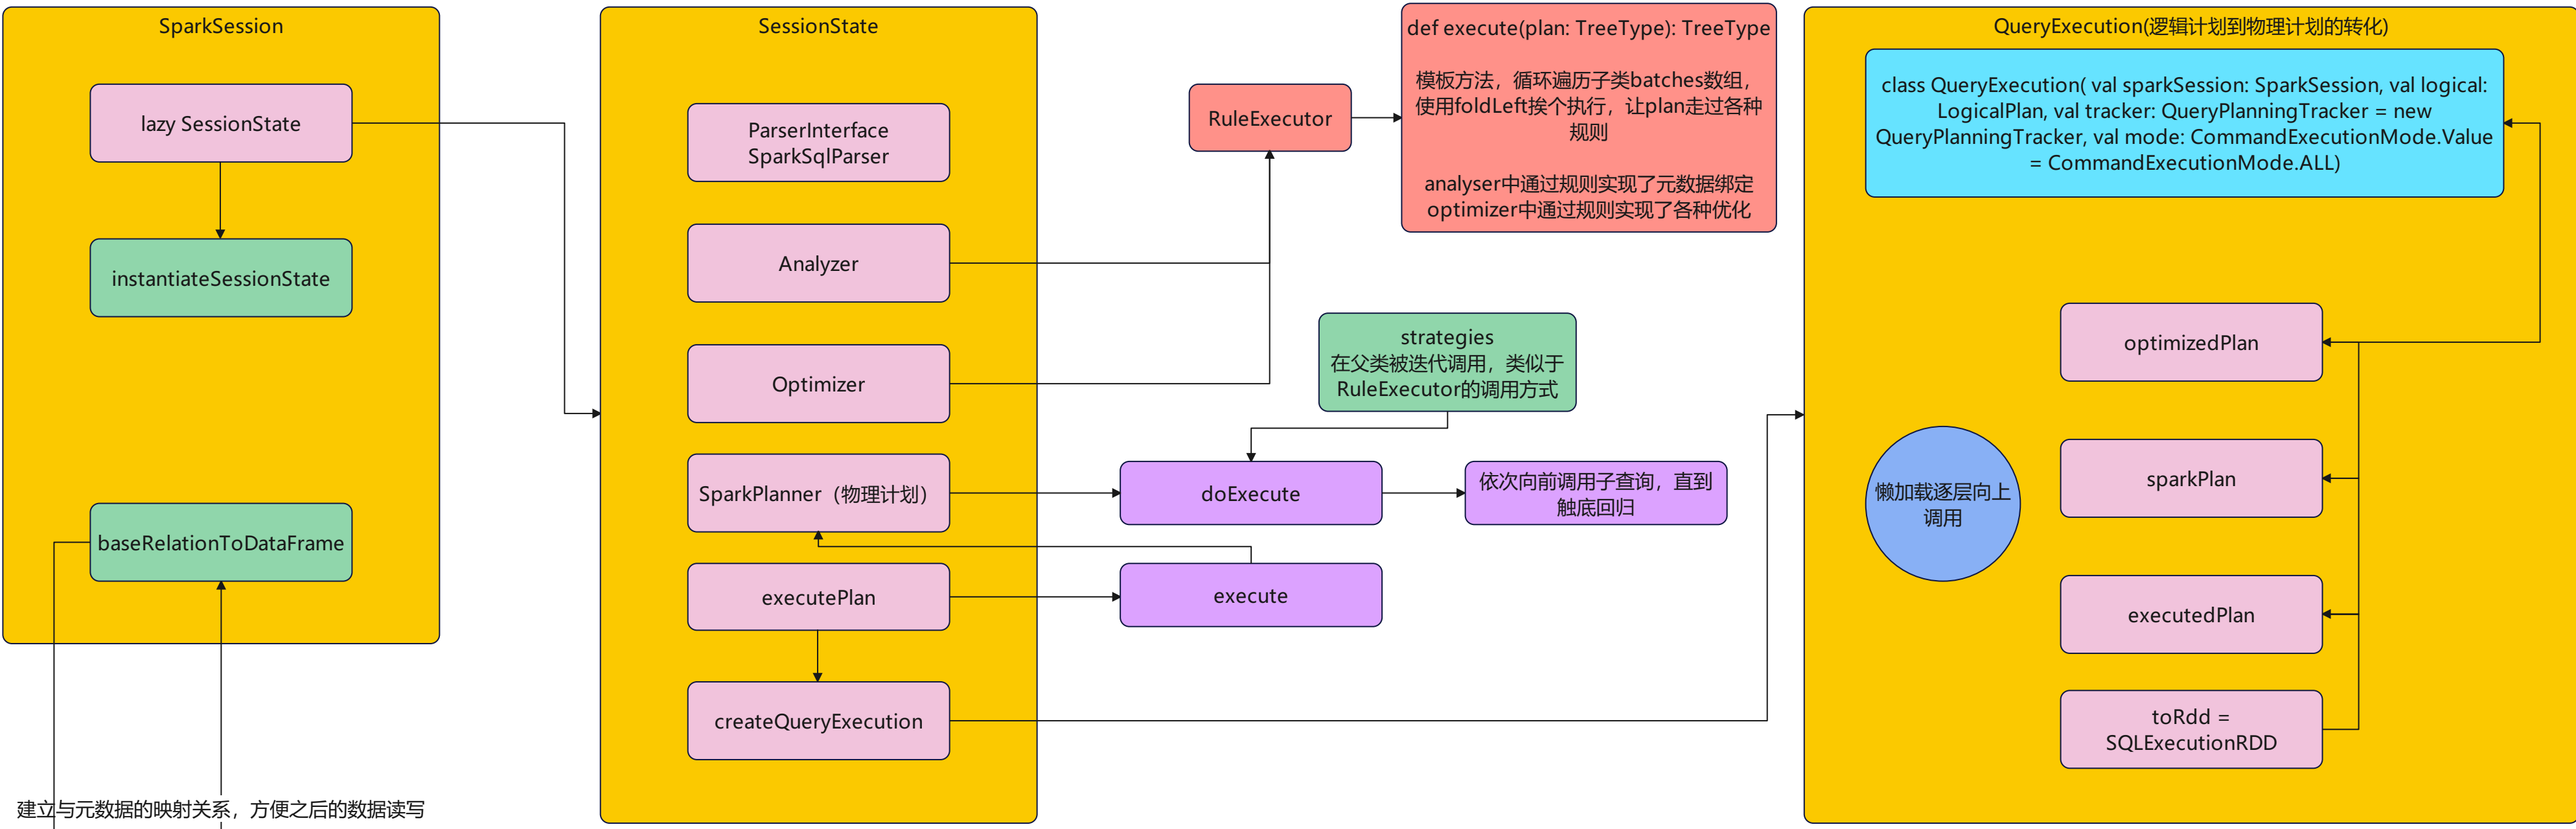 SparkSession
lazy SessionState
instantiateSessionState
baseRelationToDataFrame
建立与元数据的映射关系，方便之后的数据读写
SessionState
ParserInterface
SparkSqlParser
Analyzer
Optimizer
SparkPlanner（物理计划）
executePlan
createQueryExecution
RuleExecutor
def execute(plan: TreeType): TreeType
模板方法，循环遍历子类batches数组，
使用foldLeft挨个执行，让plan走过各种
规则
analyser中通过规则实现了元数据绑定
optimizer中通过规则实现了各种优化
strategies
在父类被迭代调用，类似于
RuleExecutor的调用方式
doExecute
依次向前调用子查询，直到
触底回归
execute
QueryExecution(逻辑计划到物理计划的转化)
class QueryExecution( val sparkSession: SparkSession, val logical:
LogicalPlan, val tracker: QueryPlanningTracker = new
QueryPlanningTracker, val mode: CommandExecutionMode.Value
= CommandExecutionMode.ALL)
懒加载逐层向上
调用
optimizedPlan
sparkPlan
executedPlan
toRdd =
SQLExecutionRDD